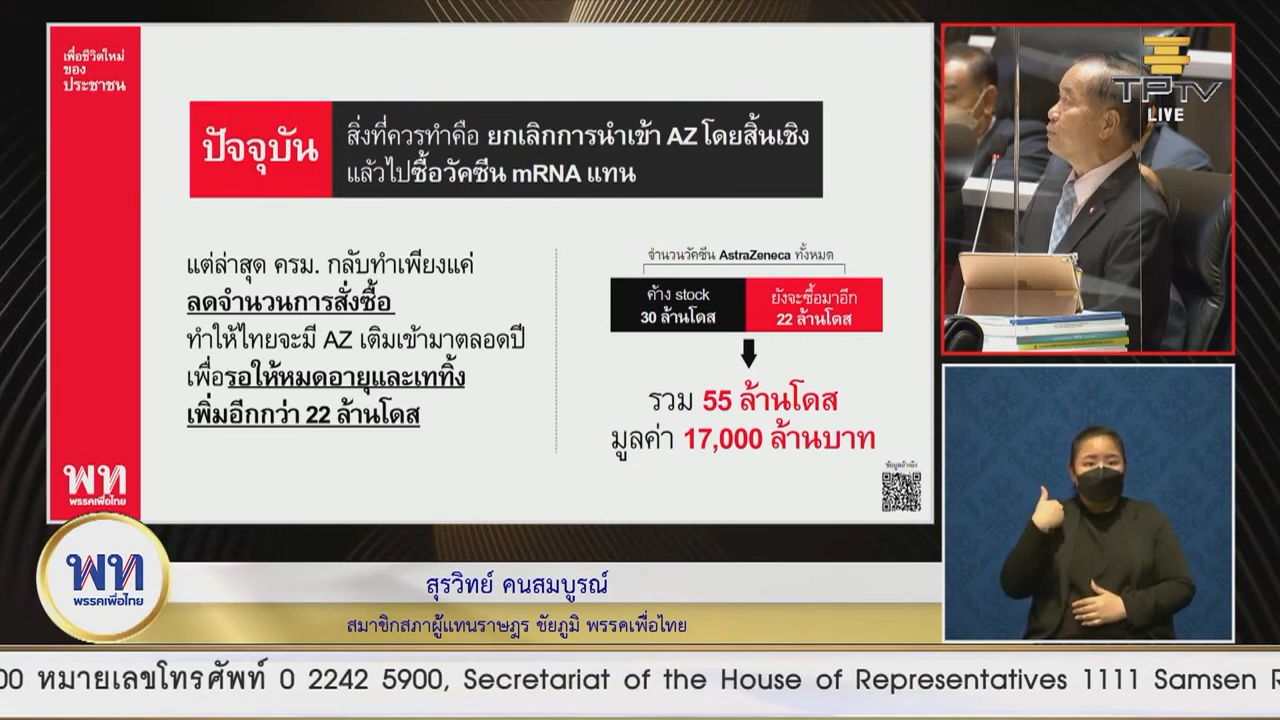 เพื่อชีวิตใหม่
ของ
ประชาชน
ปัจจุบัน
สิ่งที่ควรทำคือ ยกเลิกการนำเข้า AZ โดยสิ้นเชิง
แล้วไปซื้อวัคซีน mRNA แทน
แต่ล่าสุด ครม. กลับทำเพียงแค่
ลดจำนวนการสั่งซื้อ
ทำให้ไทยจะมี AZ เติมเข้ามาตลอดปี
เพื่อรอให้หมดอายุและเททิ้ง
เพิ่มอีกกว่า 22 ล้านโดส
จำนวนวัคซีน AstraZeneca ทั้งหมด
ค้าง stock
30 ล้านโดส
ยังจะซื้อมาอีก
22 ล้านโดส
รวม 55 ล้านโดส
มูลค่า 17,000 ล้านบาท
ข้อมูลอ้างอิง
พท
พรรคเพื่อไทย
TPTV
LIVE
พท
พรรคเพื่อไทย
สุรวิทย์ คนสมบูรณ์
สมาชิกสภาผู้แทนราษฎร ชัยภูมิ พรรคเพื่อไทย
00 หมายเลขโทรศัพท์ 0 2242 5900, Secretariat of the House of Representatives 1111 Samsen R